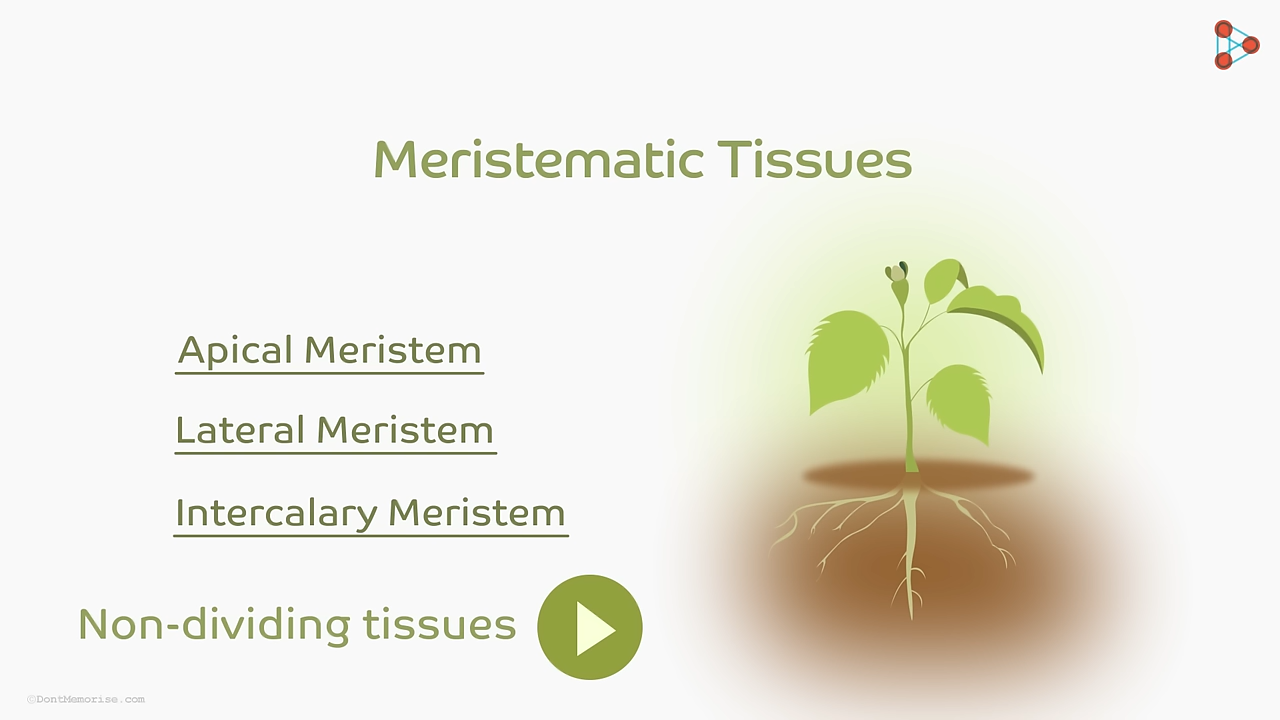 Meristematic Tissues
Apical Meristem
Lateral Meristem
Intercalary Meristem
Non-dividing tissues
©DontMemorise.com